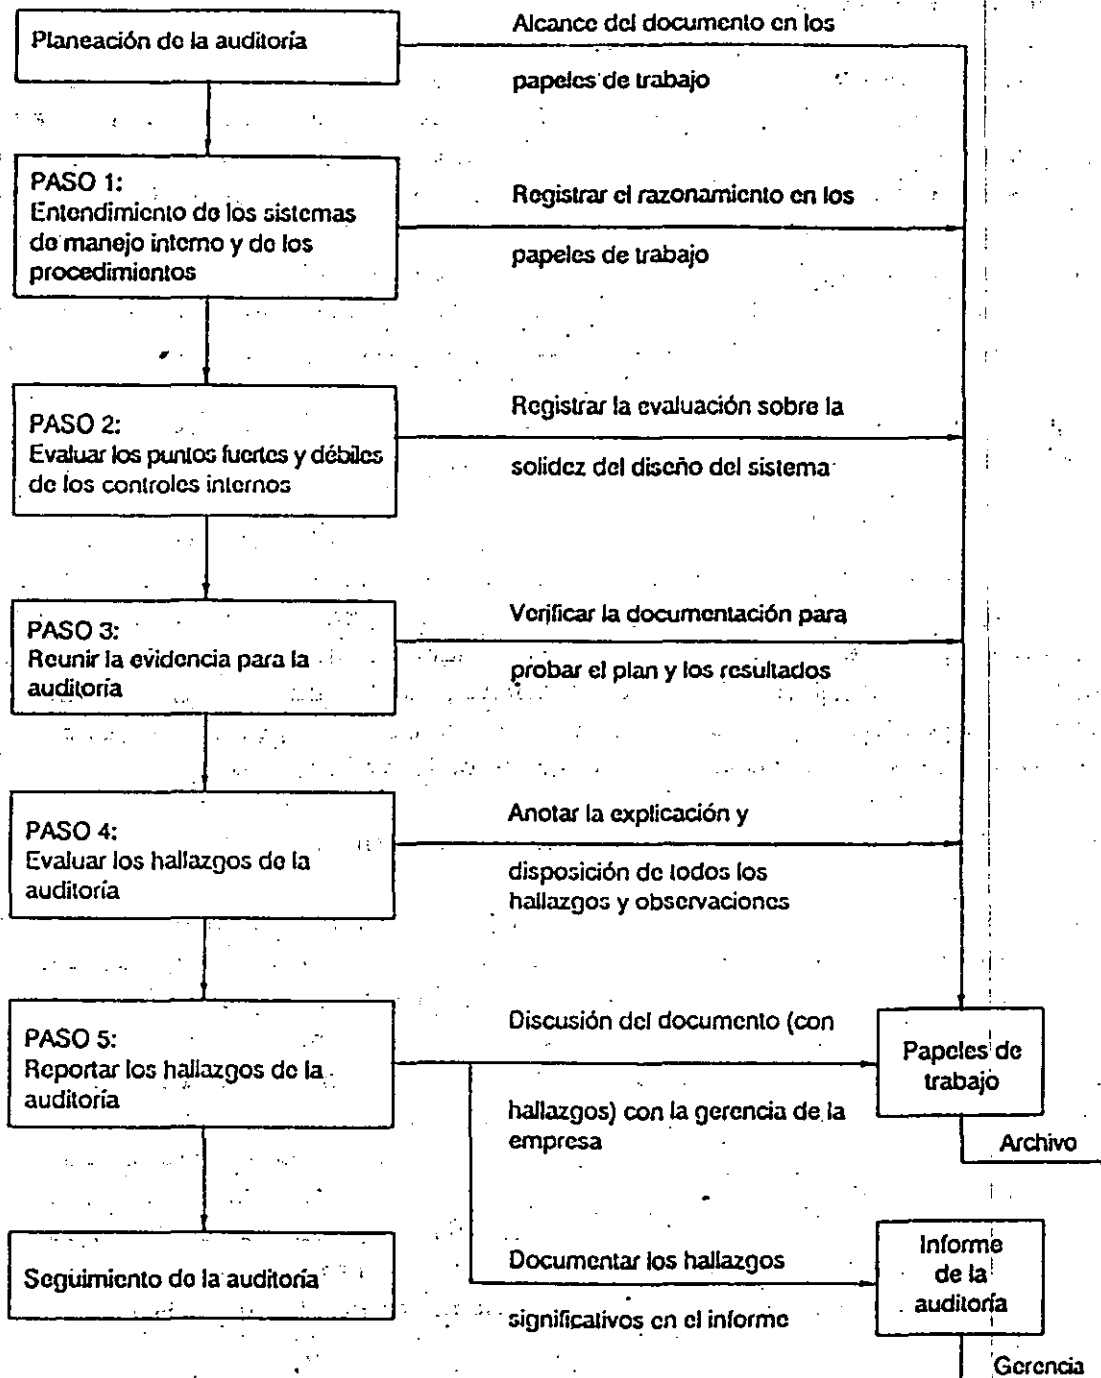 Planeación de la auditoría
Alcance del documento en los
papeles de trabajo
PASO 1:
Entendimiento de los sistemas
de manejo interno y de los
procedimientos
Registrar el razonamiento en los
papeles de trabajo
PASO 2:
Evaluar los puntos fuertes y débiles
de los controles internos
Registrar la evaluación sobre la
solidez del diseño del sistema
PASO 3:
Reunir la evidencia para la
auditoría
Verificar la documentación para
probar el plan y los resultados
PASO 4:
Evaluar los hallazgos de la
auditoría
Anotar la explicación y
disposición de todos los
hallazgos y observaciones
PASO 5:
Reportar los hallazgos de la
auditoría
Discusión del documento (con
hallazgos) con la gerencia de la
empresa
Papeles de
trabajo
Archivo
Seguimiento de la auditoría
Documentar los hallazgos
significativos en el informe
Informe
de la
auditoría
Gerencia